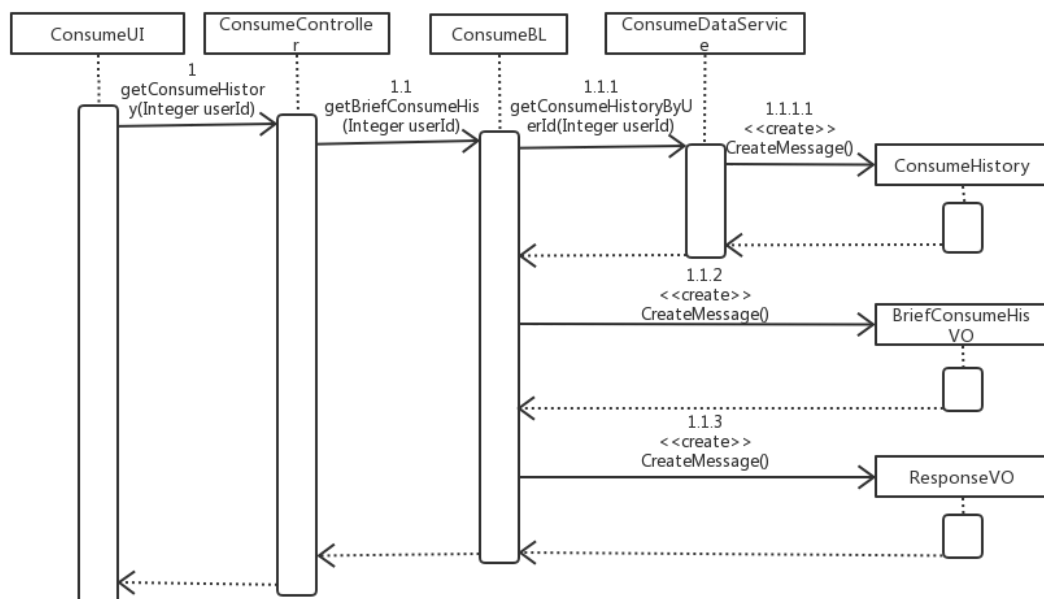 ConsumeUI
ConsumeControlle
r
ConsumeBL
ConsumeDataServic
e
1
getConsumeHistor
y(Integer userId)
1.1
getBriefConsumeHis
(Integer userId)
1.1.1
getConsumeHistoryByU
erId(Integer userId)
1.1.1.1
<<create>>
CreateMessage()
ConsumeHistory
1.1.2
<<create>>
CreateMessage()
BriefConsumeHis
VO
1.1.3
<<create>>
CreateMessage()
ResponseVO